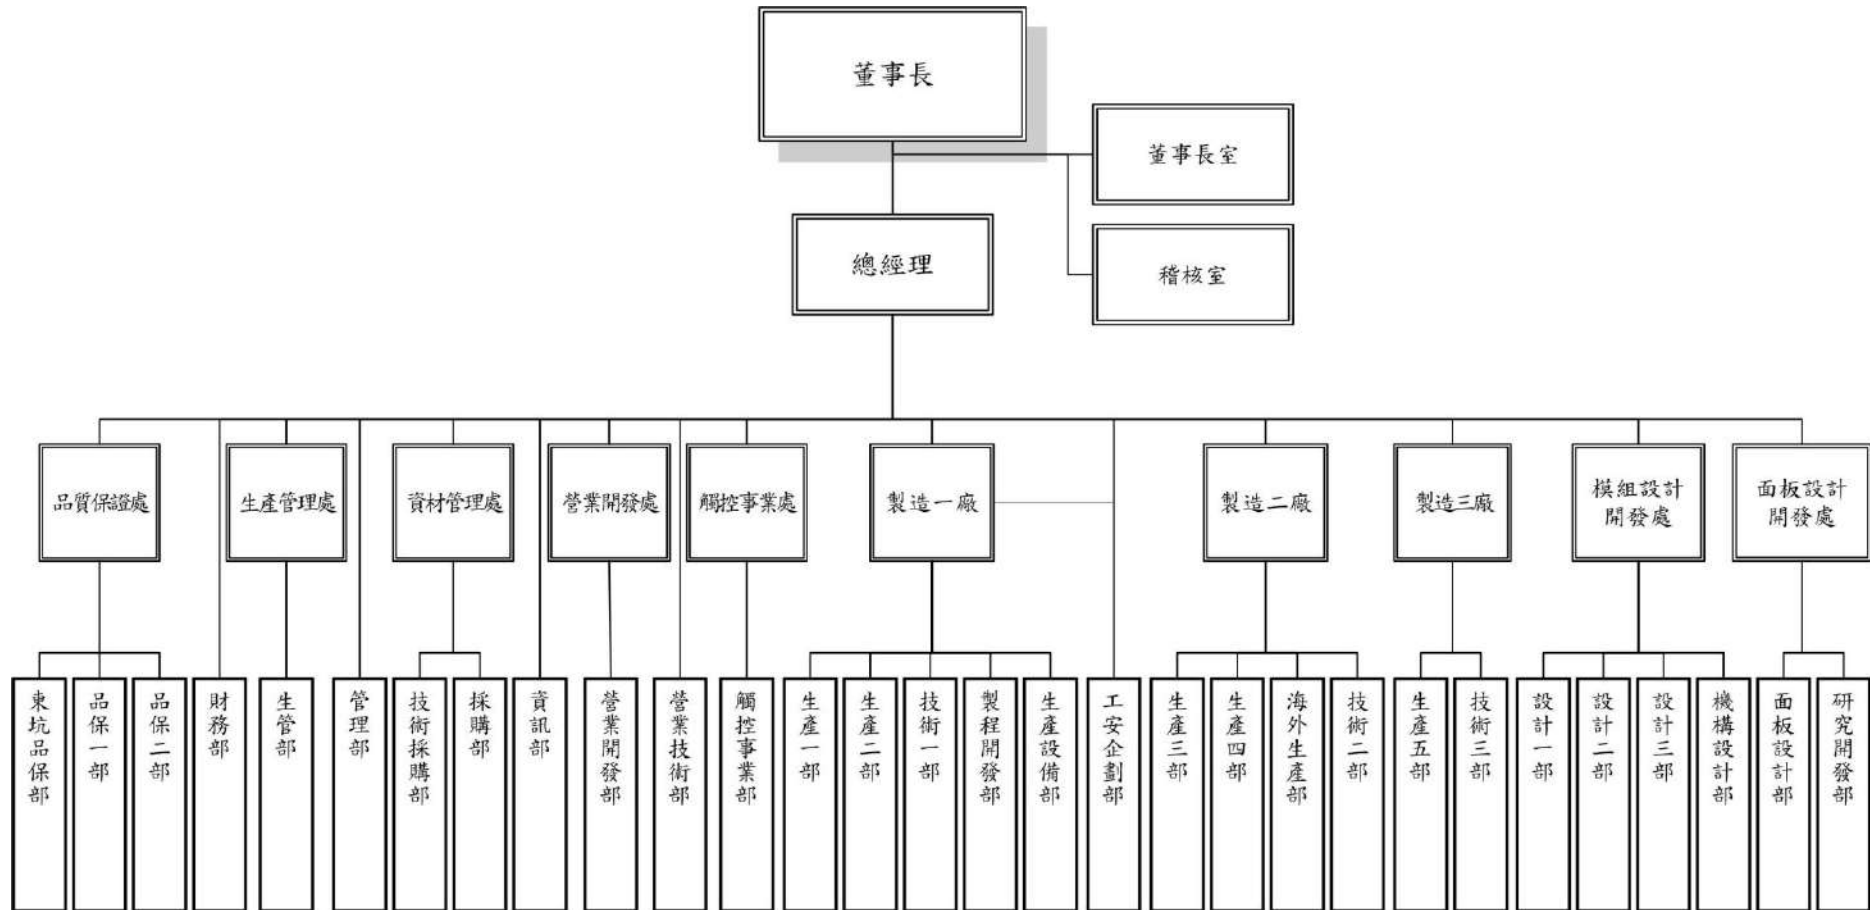 董事長
董事長室
總經理
稽核室
品質保證處
生產管理處
資材管理處
營業開發處
觸控事業處
製造一廠
製造二廠
製造三廠
模組設計
開發處
面板設計
開發處
東坑品保部
品保一部
品保二部
財務部
生管部
管理部
技術採購部
採購部
資訊部
營業開發部
營業技術部
觸控事業部
生產一部
生產二部
技術一部
製程開發部
生產設備部
工安企劃部
生產三部
生產四部
海外生產部
技術二部
生產五部
技術三部
設計一部
設計二部
設計三部
機構設計部
面板設計部
研究開發部